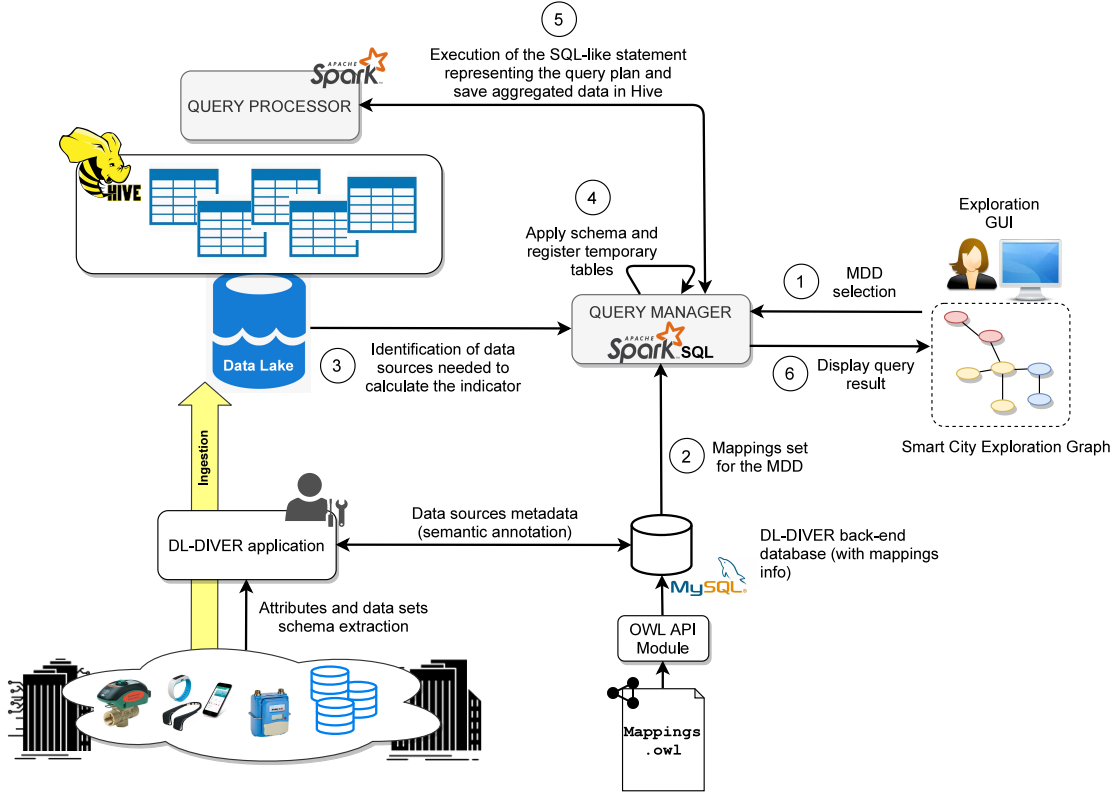 5
Execution of the SQL-like statement
representing the query plan and
save aggregated data in Hive
APACHE
Spark
QUERY PROCESSOR
HIVE
4
Apply schema and
register temporary
tables
Exploration
GUI
1
MDD
selection
QUERY MANAGER
APACHE
Spark SQL
Data Lake
3
Identification of data
sources needed to
calculate the indicator
6
Display query
result
Smart City Exploration Graph
2
Mappings set
for the MDD
Ingestion
DL-DIVER application
Data sources metadata
(semantic annotation)
DL-DIVER back-end
database (with mappings
info)
MySQL
Attributes and data sets
schema extraction
OWL API
Module
Mappings
.owl